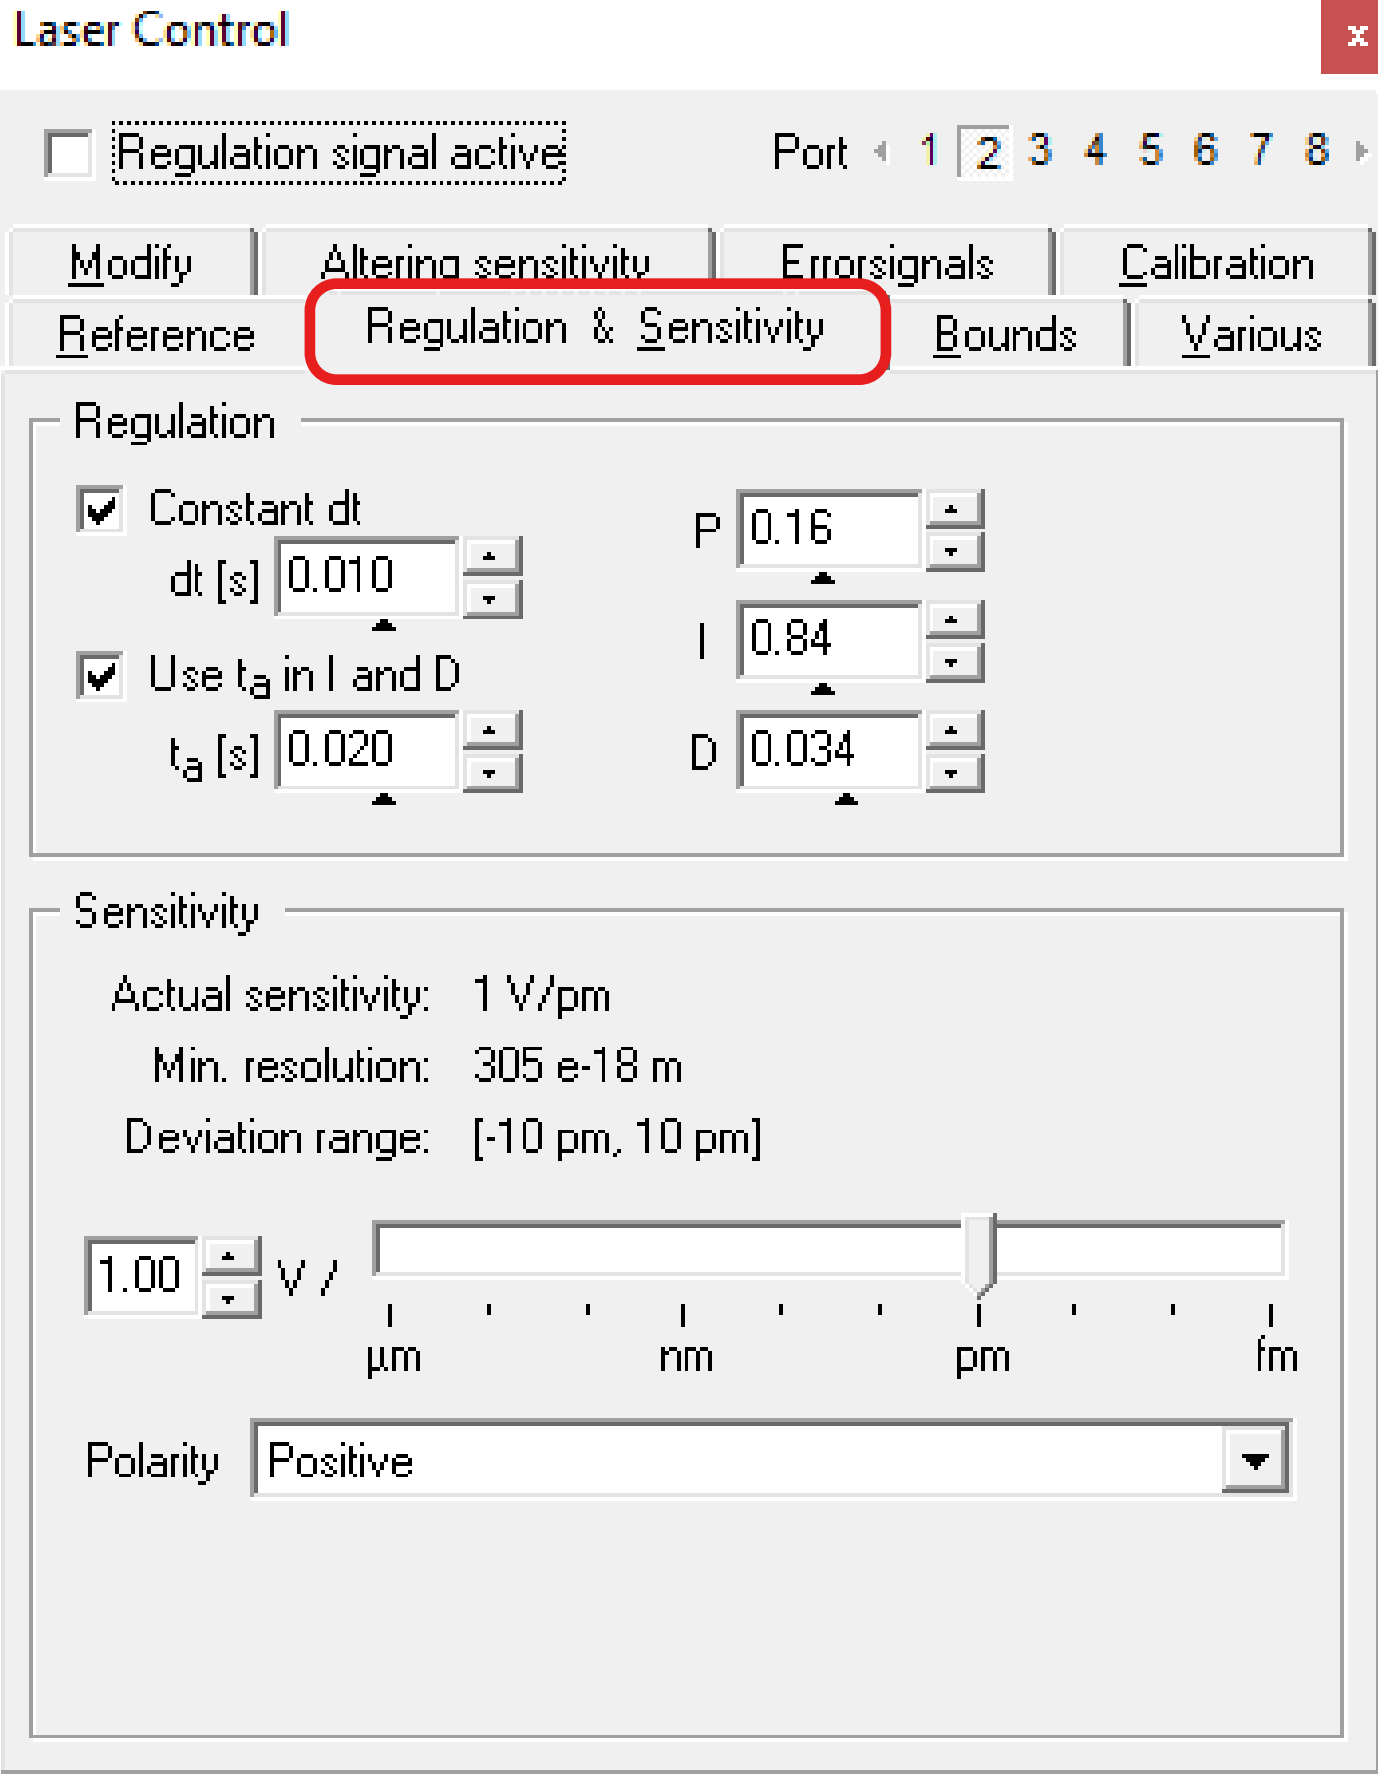 Laser Control x
Regulation signal active Port 1 2 3 4 5 6 7 8
Modify Altering sensitivity Errorsignals Calibration
Reference Regulation & Sensitivity Bounds Various
Regulation
Constant dt P 0.16
dt [s] 0.010
I 0.84
Use ta in I and D
ta [s] 0.020 D 0.034
Sensitivity
Actual sensitivity: 1 V/pm
Min. resolution: 305 e-18 m
Deviation range: [-10 pm, 10 pm]
1.00 V /
µm nm pm fm
Polarity Positive